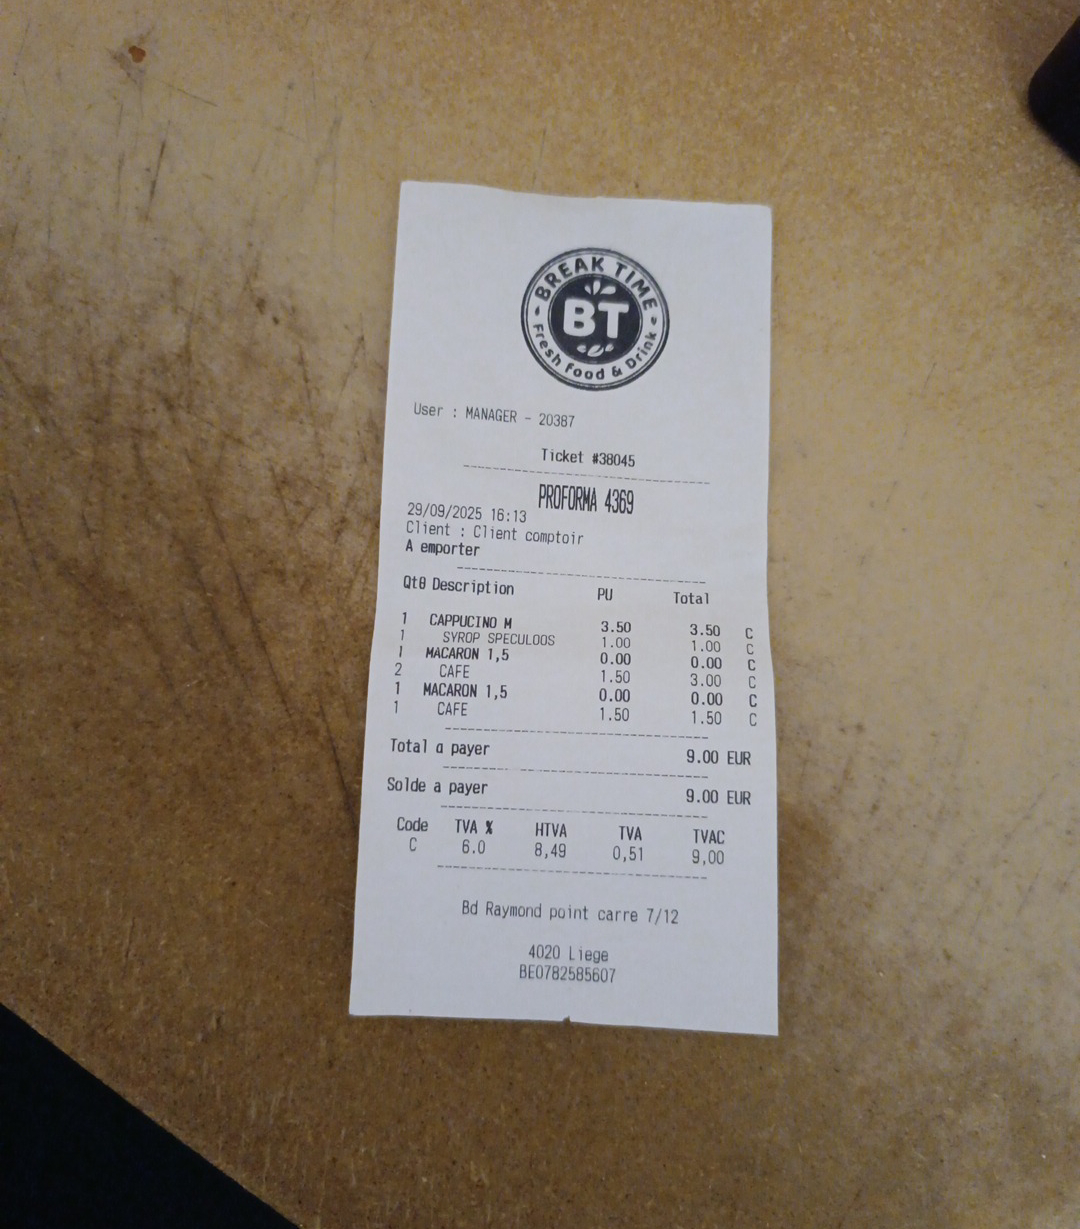 BREAK TIME
BT
Fresh Food & Drink
User : MANAGER - 20387
Ticket #38045
PROFORMA 4369
29/09/2025 16:13
Client : Client comptoir
A emporter
Qt0 Description PU Total
1 CAPPUCINO M 3.50 3.50 C
1 SYROP SPECULOOS 1.00 1.00 C
1 MACARON 1,5 0.00 0.00 C
2 CAFE 1.50 3.00 C
1 MACARON 1,5 0.00 0.00 C
1 CAFE 1.50 1.50 C
Total a payer 9.00 EUR
Solde a payer 9.00 EUR
Code TVA % HTVA TVA TVAC
C 6.0 8,49 0,51 9,00
Bd Raymond point carre 7/12
4020 Liege
BE0782585607